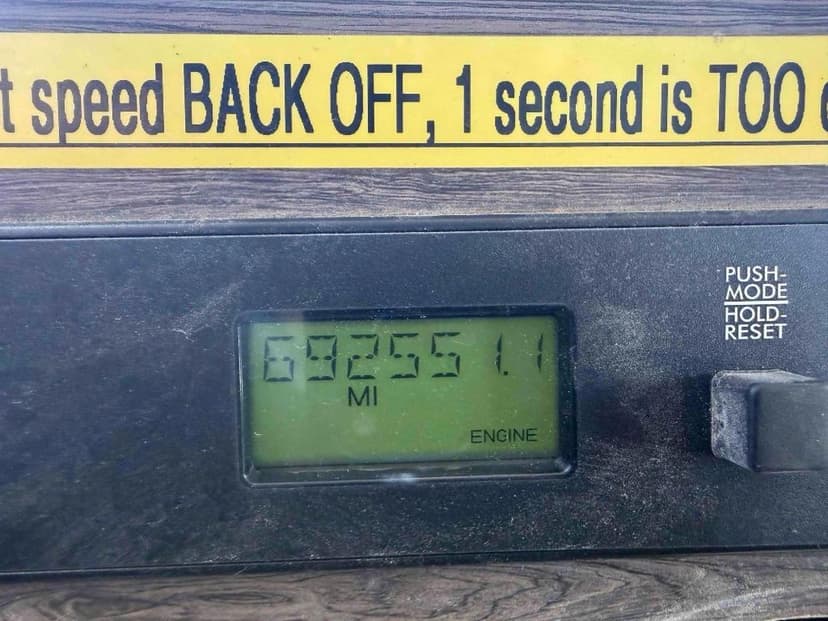 speed BACK OFF, 1 second is TOO
PUSH-
MODE
HOLD-
RESET
692551.1
MI
ENGINE